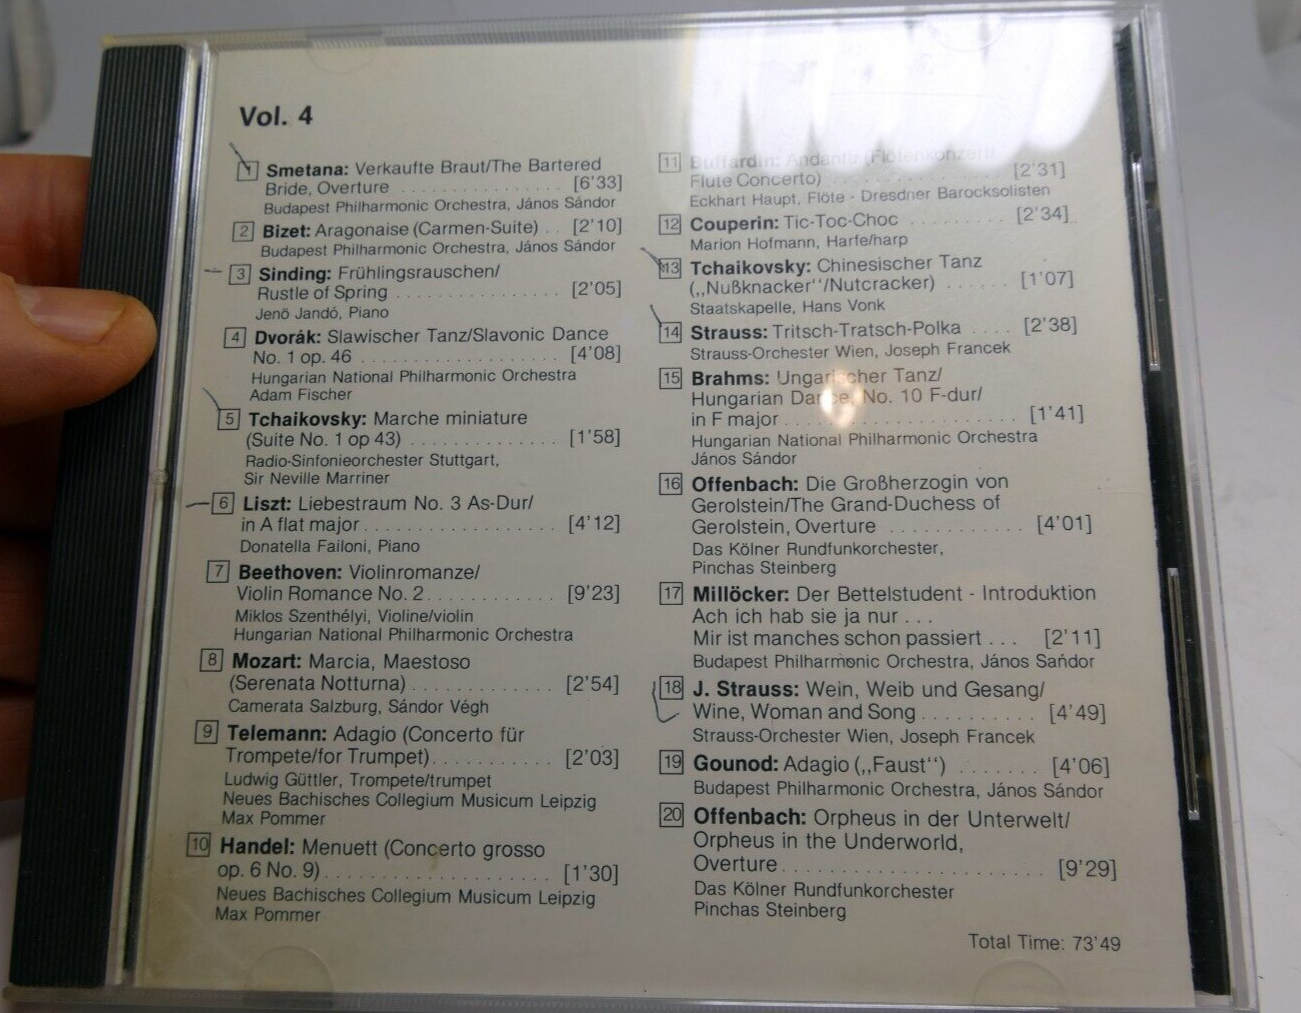 Vol. 4
1 Smetana: Verkaufte Braut/The Bartered
Bride, Overture . . . . . . . . . . . . . . . . [6'33]
Budapest Philharmonic Orchestra, János Sándor
2 Bizet: Aragonaise (Carmen-Suite) . . [2'10]
Budapest Philharmonic Orchestra, János Sándor
3 Sinding: Frühlingsrauschen/
Rustle of Spring . . . . . . . . . . . . . . . [2'05]
Jenö Jandó, Piano
4 Dvorák: Slawischer Tanz/Slavonic Dance
No. 1 op. 46 . . . . . . . . . . . . . . . . . . [4'08]
Hungarian National Philharmonic Orchestra
Adam Fischer
5 Tchaikovsky: Marche miniature
(Suite No. 1 op 43) . . . . . . . . . . . . . [1'58]
Radio-Sinfonieorchester Stuttgart,
Sir Neville Marriner
6 Liszt: Liebestraum No. 3 As-Dur/
in A flat major . . . . . . . . . . . . . . . . . . [4'12]
Donatella Failoni, Piano
7 Beethoven: Violinromanze/
Violin Romance No. 2 . . . . . . . . . . . . [9'23]
Miklos Szenthélyi, Violine/violin
Hungarian National Philharmonic Orchestra
8 Mozart: Marcia, Maestoso
(Serenata Notturna) . . . . . . . . . . . . . [2'54]
Camerata Salzburg, Sándor Végh
9 Telemann: Adagio (Concerto für
Trompete/for Trumpet) . . . . . . . . . . . [2'03]
Ludwig Güttler, Trompete/trumpet
Neues Bachisches Collegium Musicum Leipzig
Max Pommer
10 Handel: Menuett (Concerto grosso
op. 6 No. 9) . . . . . . . . . . . . . . . . . . . . [1'30]
Neues Bachisches Collegium Musicum Leipzig
Max Pommer
11 Buffardin: Andante (Flötenkonzert/
Flute Concerto) . . . . . . . . . . . . . . [2'31]
Eckhart Haupt, Flöte - Dresdner Barocksolisten
12 Couperin: Tic-Toc-Choc . . . . . . . . . [2'34]
Marion Hofmann, Harfe/harp
13 Tchaikovsky: Chinesischer Tanz
(„Nußknacker"/Nutcracker) . . . . . . [1'07]
Staatskapelle, Hans Vonk
14 Strauss: Tritsch-Tratsch-Polka . . . . [2'38]
Strauss-Orchester Wien, Joseph Francek
15 Brahms: Ungarischer Tanz/
Hungarian Dance, No. 10 F-dur/
in F major . . . . . . . . . . . . . . . . . . . . [1'41]
Hungarian National Philharmonic Orchestra
János Sándor
16 Offenbach: Die Großherzogin von
Gerolstein/The Grand-Duchess of
Gerolstein, Overture . . . . . . . . . . . . [4'01]
Das Kölner Rundfunkorchester,
Pinchas Steinberg
17 Millöcker: Der Bettelstudent - Introduktion
Ach ich hab sie ja nur . . .
Mir ist manches schon passiert . . . [2'11]
Budapest Philharmonic Orchestra, János Sańdor
18 J. Strauss: Wein, Weib und Gesang/
Wine, Woman and Song . . . . . . . . . . [4'49]
Strauss-Orchester Wien, Joseph Francek
19 Gounod: Adagio („Faust") . . . . . . . [4'06]
Budapest Philharmonic Orchestra, János Sándor
20 Offenbach: Orpheus in der Unterwelt/
Orpheus in the Underworld,
Overture . . . . . . . . . . . . . . . . . . . . . . [9'29]
Das Kölner Rundfunkorchester
Pinchas Steinberg
Total Time: 73'49